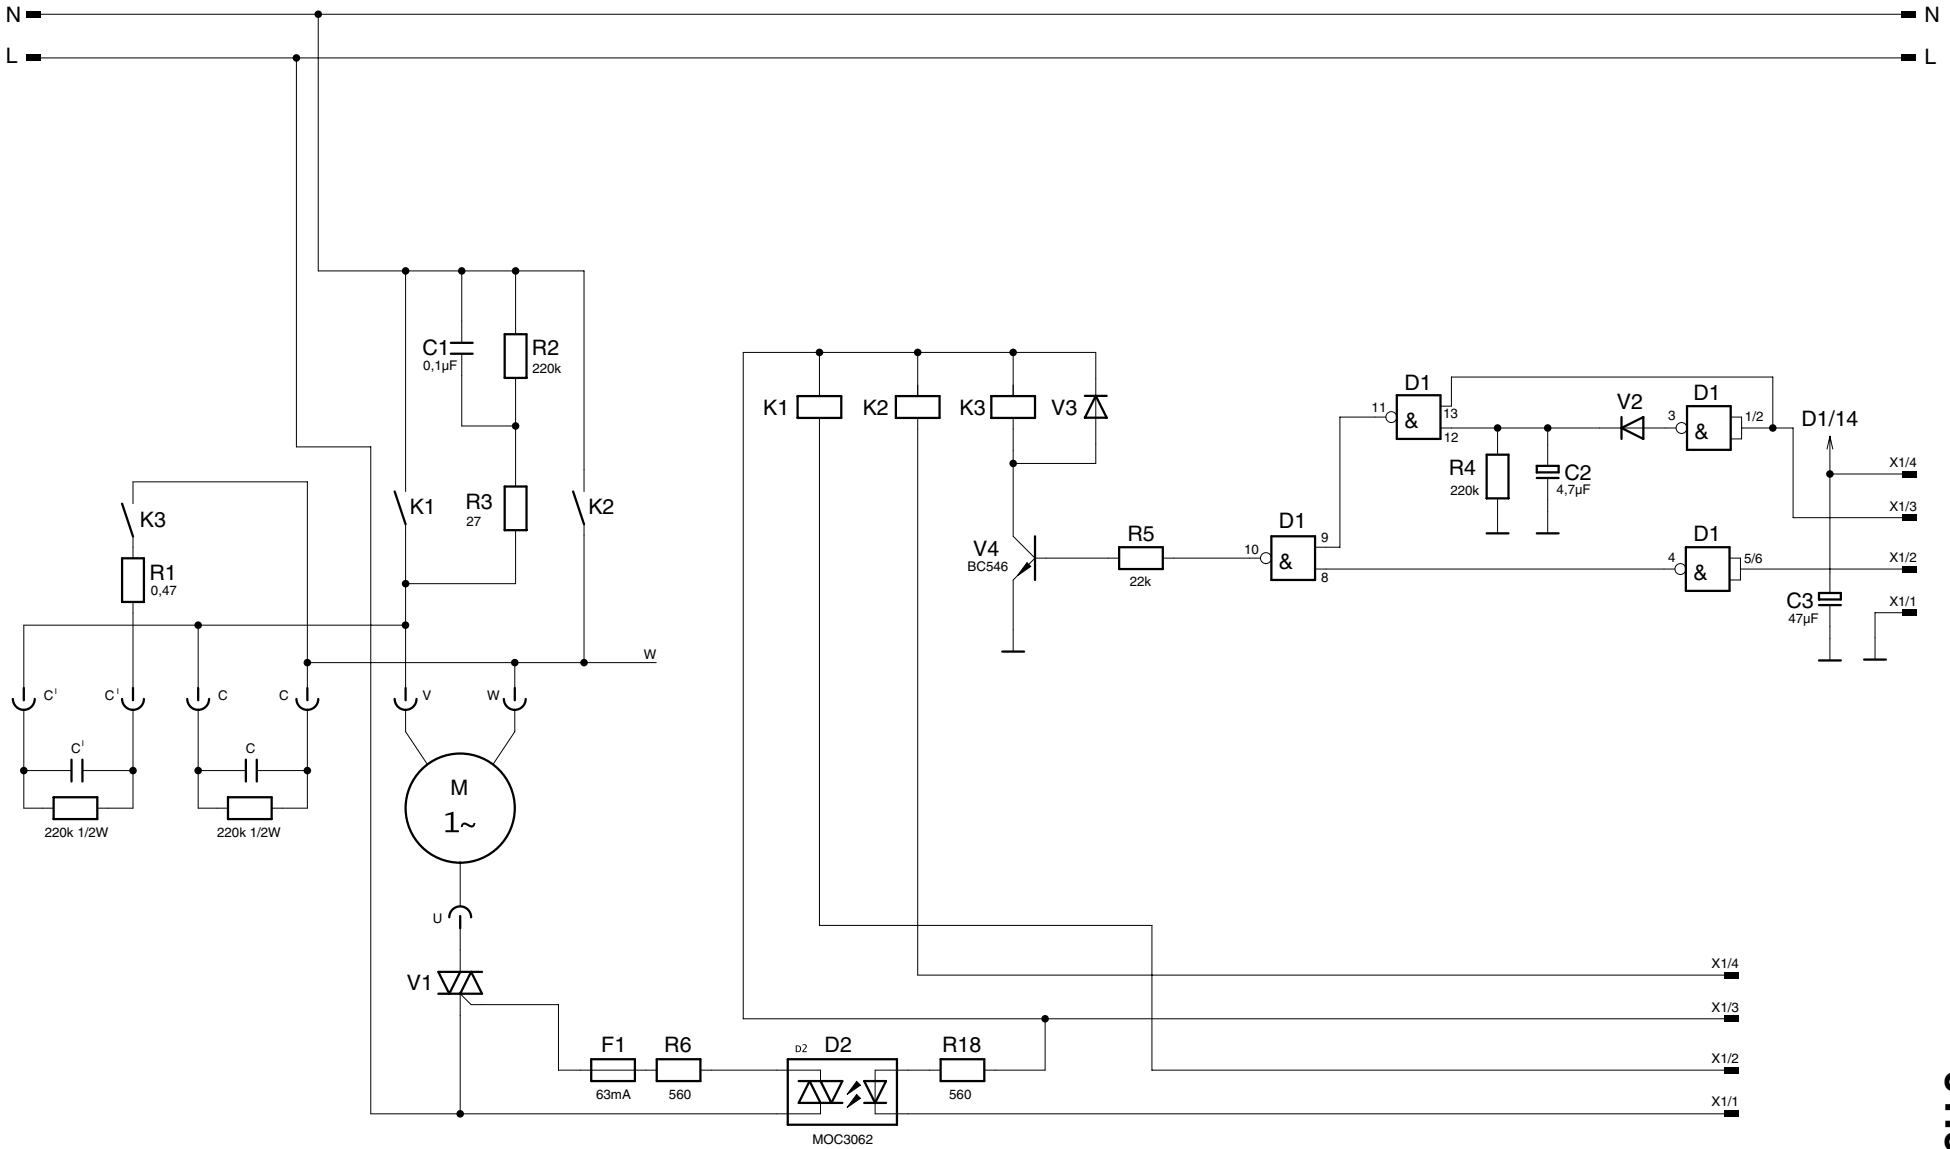 N N
L L
C1 R2
0,1µF 220k
K1 K2 K3 V3
D1 V2 D1 D1/14
11 & 13 3 & 1/2
12
R4 C2
220k 4,7µF
X1/4
K3 K1 R3 K2
27
X1/3
D1
V4 R5 10 & 9
BC546 22k 8
D1
4 & 5/6 X1/2
R1
0,47
C3 X1/1
47µF
W
C' C' C C V W
C' C
M
1~
220k 1/2W 220k 1/2W
U
V1
X1/4
X1/3
F1 R6 D2 D2 R18
63mA 560 560
X1/2
X1/1
MOC3062